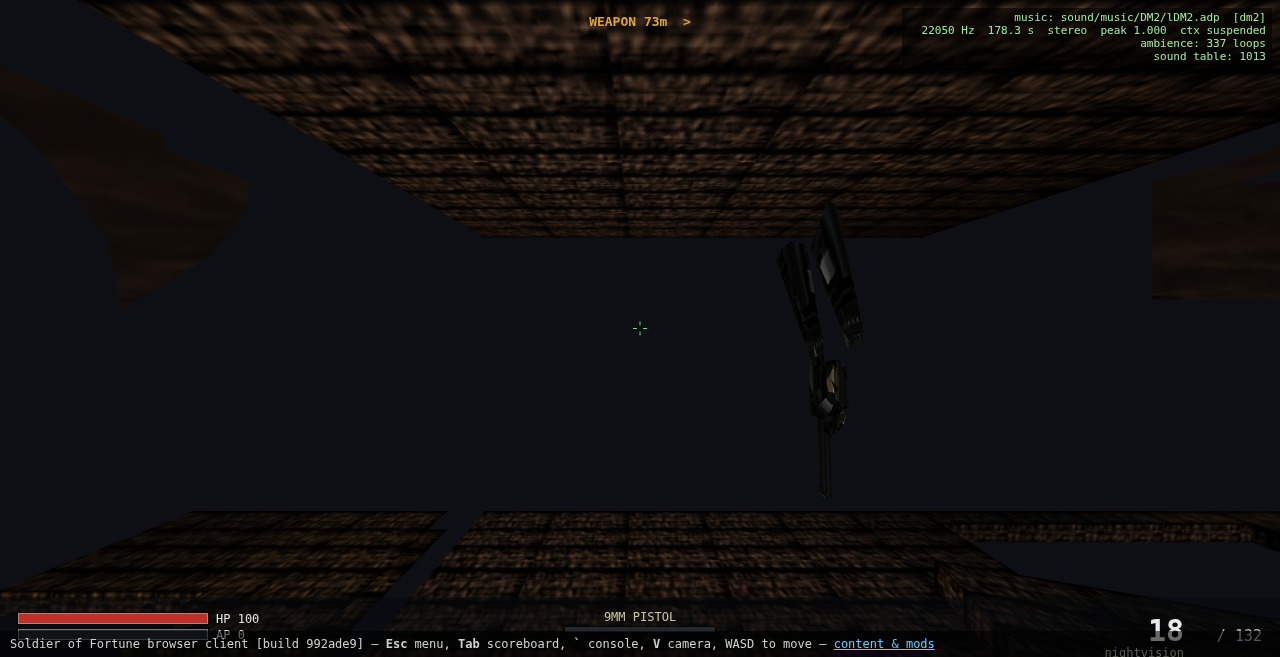 WEAPON 73m  >
music: sound/music/DM2/lDM2.adp  [dm2]
22050 Hz  178.3 s  stereo  peak 1.000  ctx suspended
ambience: 337 loops
sound table: 1013
9MM PISTOL
HP 100
AP 0
18 / 132
Soldier of Fortune browser client [build 992ade9] — Esc menu, Tab scoreboard, ` console, V camera, WASD to move — content & mods
nightvision